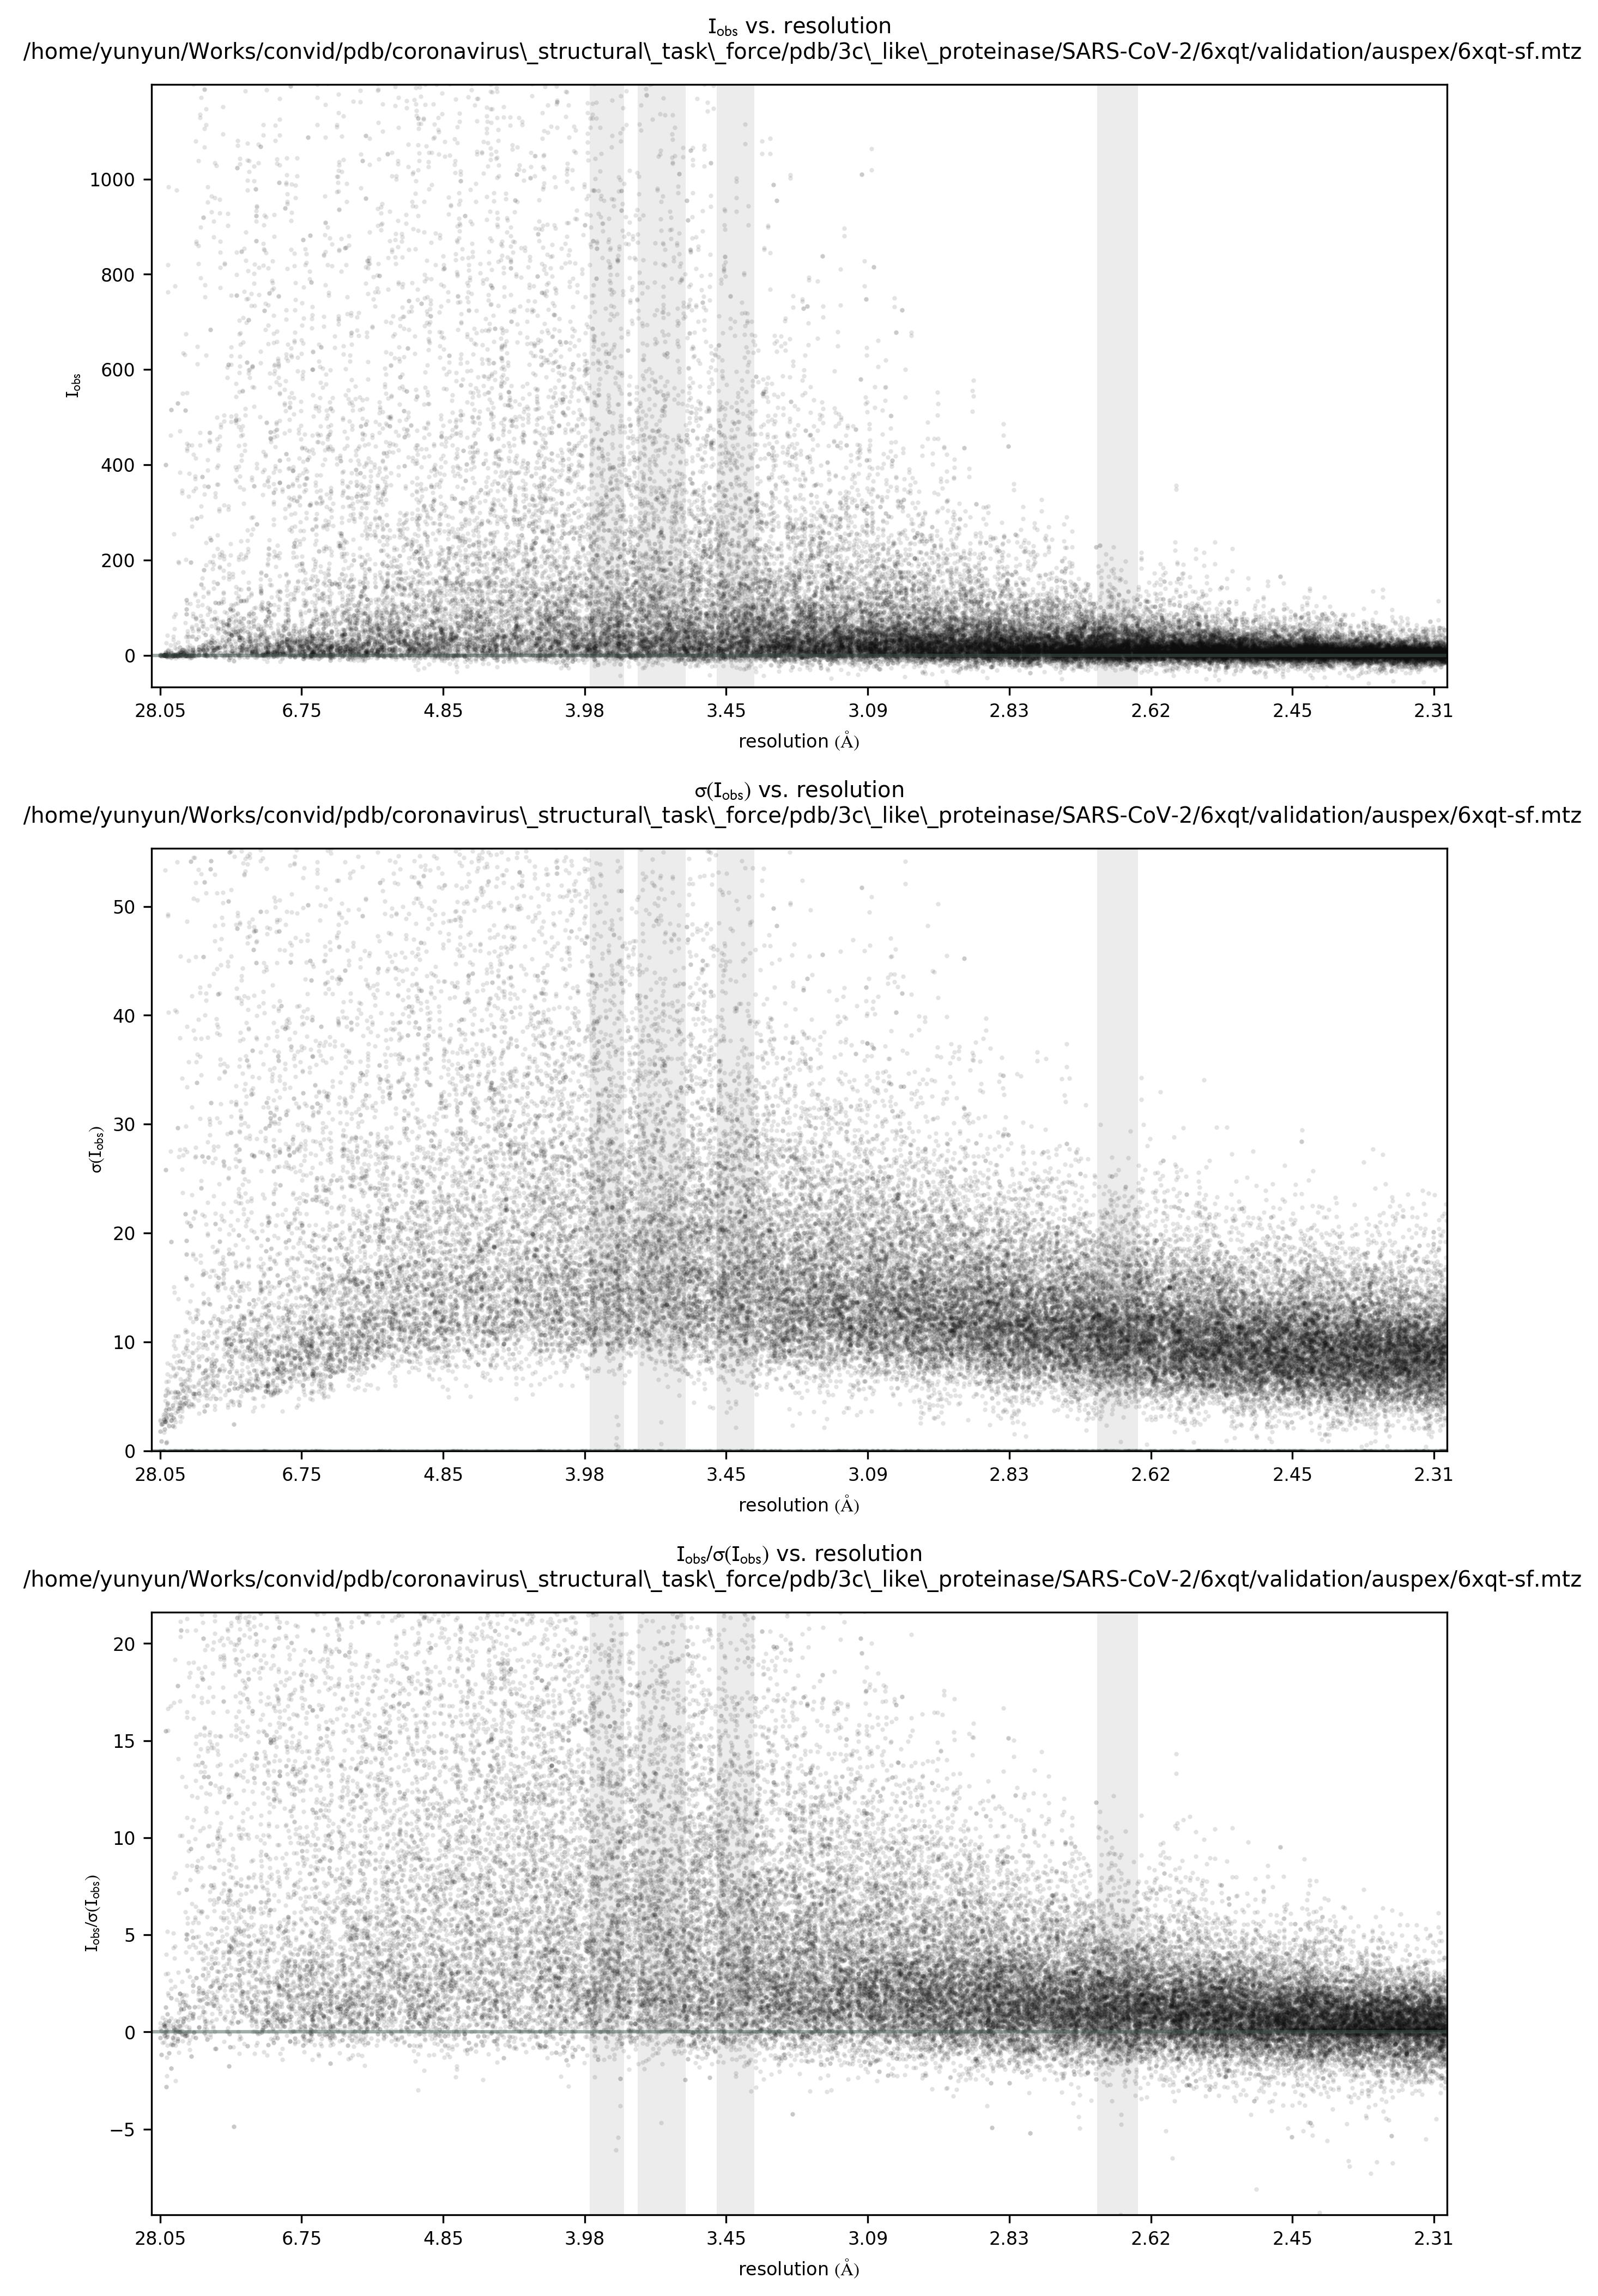 Iobs vs. resolution
/home/yunyun/Works/convid/pdb/coronavirus\_structural\_task\_force/pdb/3c\_like\_proteinase/SARS-CoV-2/6xqt/validation/auspex/6xqt-sf.mtz
1000
800
600
400
200
0
Iobs
28.05 6.75 4.85 3.98 3.45 3.09 2.83 2.62 2.45 2.31
resolution (Å)
σ(Iobs) vs. resolution
/home/yunyun/Works/convid/pdb/coronavirus\_structural\_task\_force/pdb/3c\_like\_proteinase/SARS-CoV-2/6xqt/validation/auspex/6xqt-sf.mtz
50
40
30
20
10
0
σ(Iobs)
28.05 6.75 4.85 3.98 3.45 3.09 2.83 2.62 2.45 2.31
resolution (Å)
Iobs/σ(Iobs) vs. resolution
/home/yunyun/Works/convid/pdb/coronavirus\_structural\_task\_force/pdb/3c\_like\_proteinase/SARS-CoV-2/6xqt/validation/auspex/6xqt-sf.mtz
20
15
10
5
0
−5
Iobs/σ(Iobs)
28.05 6.75 4.85 3.98 3.45 3.09 2.83 2.62 2.45 2.31
resolution (Å)